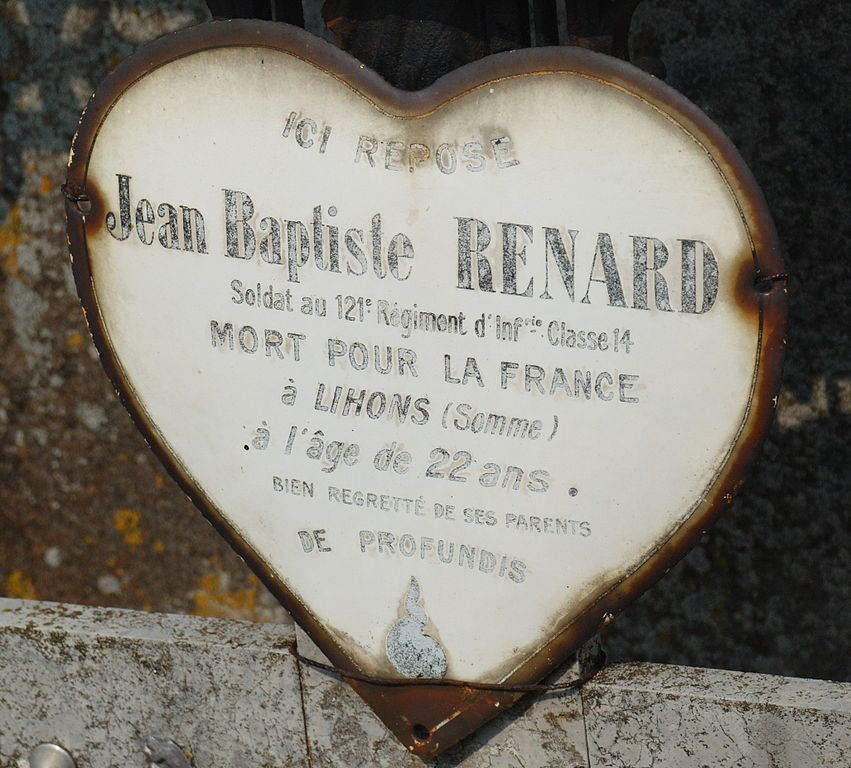 ICI REPOSE
Jean Baptiste RENARD
Soldat au 121e Régiment d'Infrie Classe 14
MORT POUR LA FRANCE
à LIHONS (Somme)
à l'âge de 22 ans.
BIEN REGRETTÉ DE SES PARENTS
DE PROFUNDIS